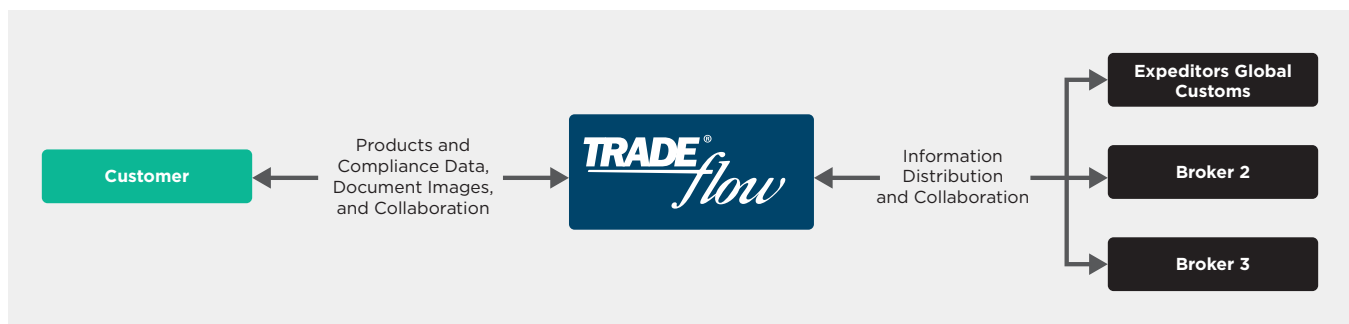 Customer
Products and
Compliance Data,
Document Images,
and Collaboration
TRADE®
flow
Information
Distribution
and Collaboration
Expeditors Global
Customs
Broker 2
Broker 3